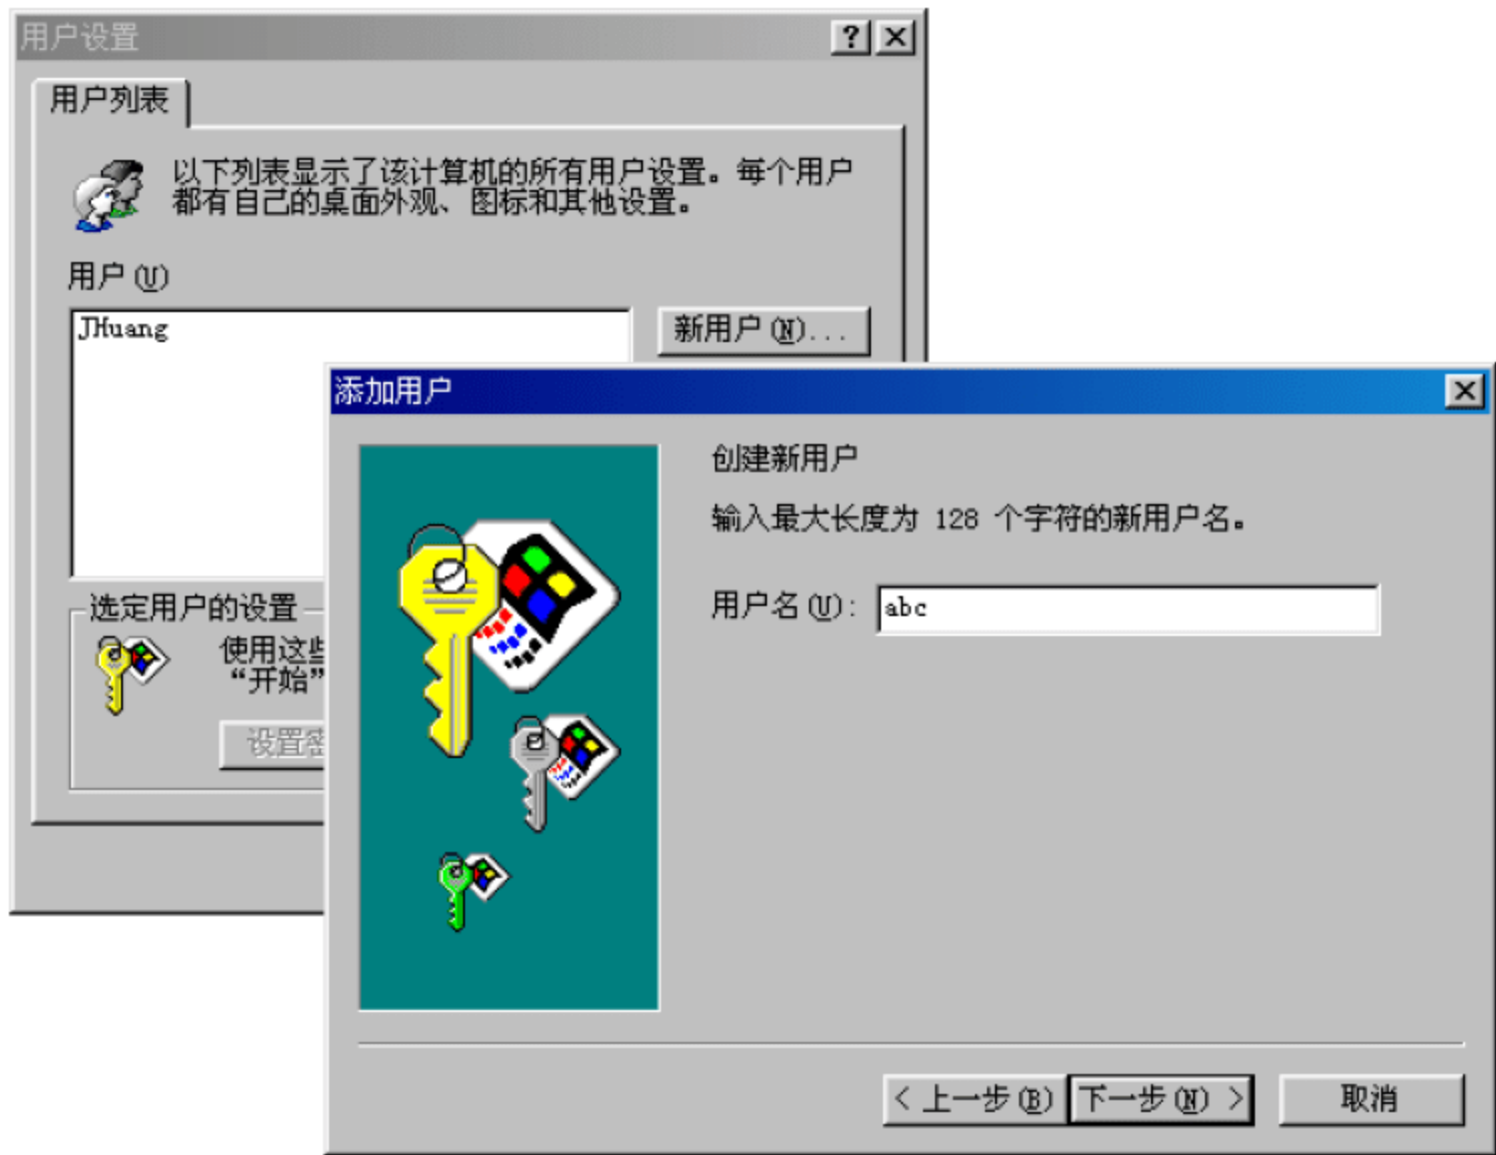 用户设置
用户列表
以下列表显示了该计算机的所有用户设置。每个用户
都有自己的桌面外观、图标和其他设置。
用户(U)
JHuang
新用户(N)...
选定用户的设置
使用这些
“开始”
设置密
添加用户
创建新用户
输入最大长度为 128 个字符的新用户名。
用户名(U):
abc
< 上一步(B)
下一步(N) >
取消